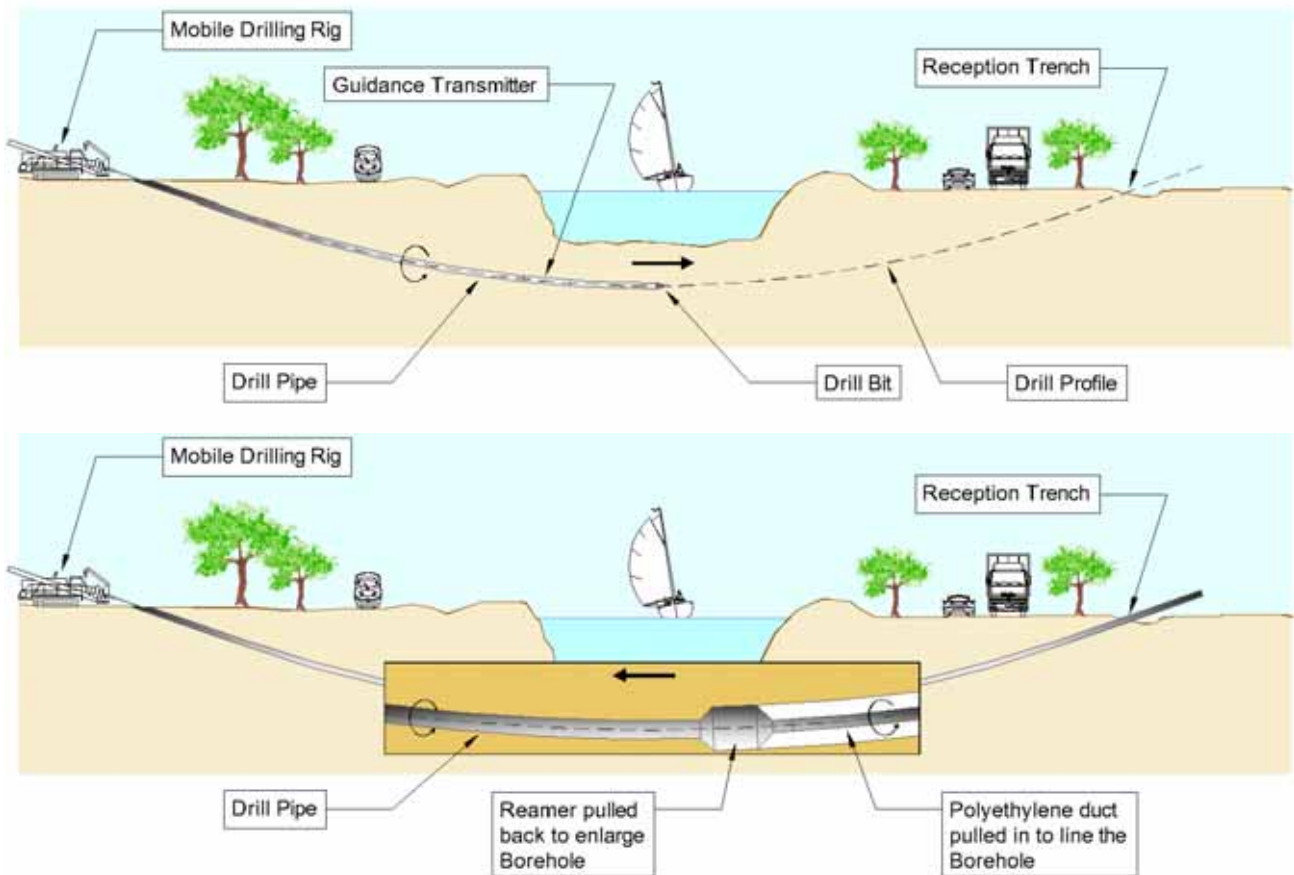 Mobile Drilling Rig
Guidance Transmitter
Reception Trench
Drill Pipe
Drill Bit
Drill Profile
Mobile Drilling Rig
Reception Trench
Drill Pipe
Reamer pulled
back to enlarge
Borehole
Polyethylene duct
pulled in to line the
Borehole